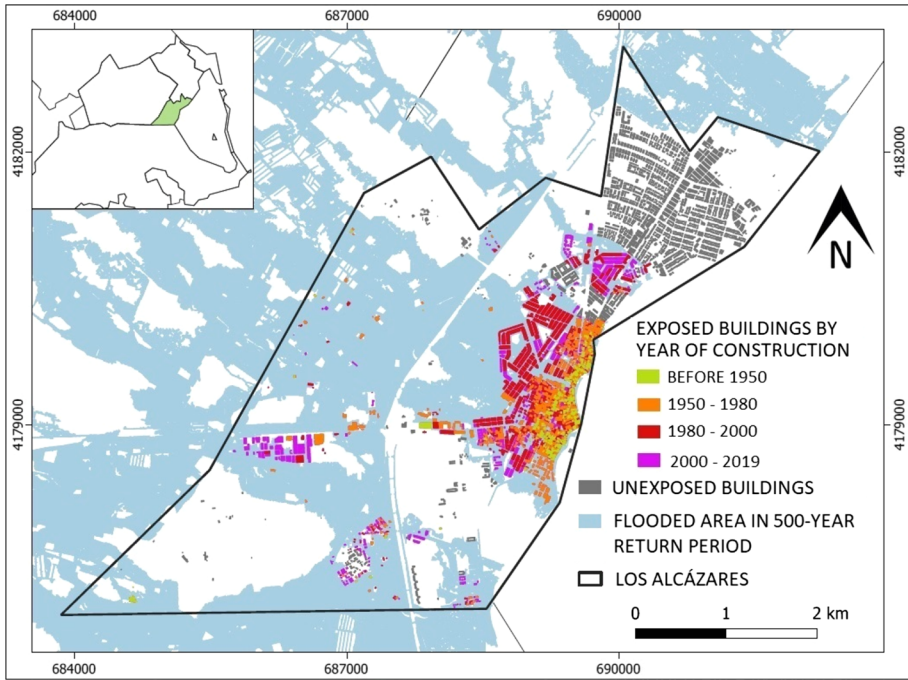 684000 687000 690000
4182000 4182000
N
EXPOSED BUILDINGS BY
YEAR OF CONSTRUCTION
BEFORE 1950
1950 - 1980
1980 - 2000
2000 - 2019
4179000 4179000
UNEXPOSED BUILDINGS
FLOODED AREA IN 500-YEAR
RETURN PERIOD
LOS ALCÁZARES
0 1 2 km
684000 687000 690000